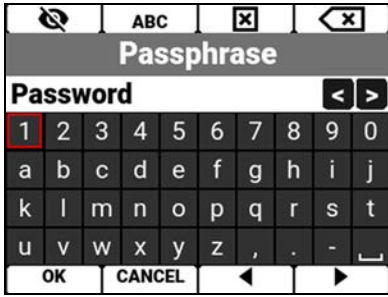 ABC
Passphrase
Password < >
1 2 3 4 5 6 7 8 9 0
a b c d e f g h i j
k l m n o p q r s t
u v w x y z , . -
OK CANCEL